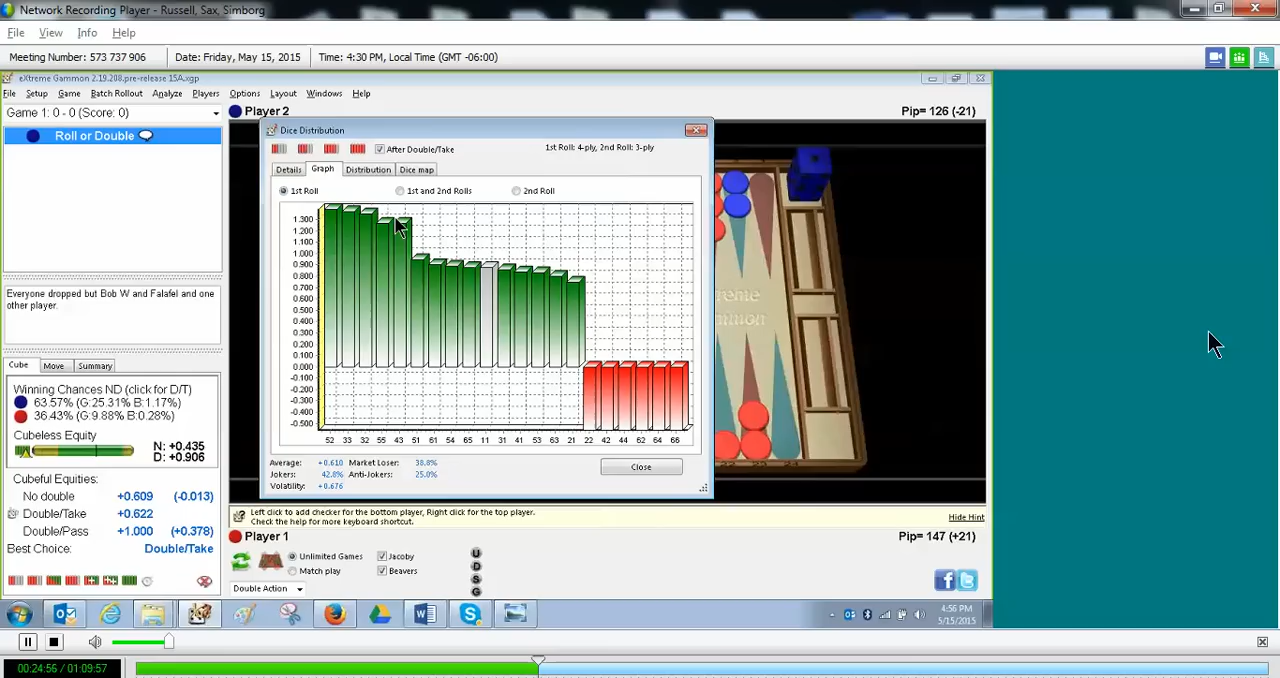 Network Recording Player - Russell, Sax, Simborg
File View Info Help
Meeting Number: 573 737 906 Date: Friday, May 15, 2015 Time: 4:30 PM, Local Time (GMT -06:00)
eXtreme Gammon 2.19.208.pre-release 15A.xgp
File Setup Game Batch Rollout Analyze Players Options Layout Windows Help
Game 1: 0 - 0 (Score: 0)
Player 2
Pip= 126 (-21)
Roll or Double
Dice Distribution
After Double/Take
1st Roll: 4-ply, 2nd Roll: 3-ply
Details Graph Distribution Dice map
1st Roll 1st and 2nd Rolls 2nd Roll
1.300
1.200
1.100
1.000
0.900
0.800
0.700
0.600
0.500
0.400
0.300
0.200
0.100
0.000
-0.100
-0.200
-0.300
-0.400
-0.500
52 33 32 55 43 51 61 54 65 11 31 41 53 63 21 22 42 44 62 64 66
Average: +0.610 Market Loser: 38.8%
Jokers: 42.8% Anti-Jokers: 25.0%
Volatility: +0.676
Close
Everyone dropped but Bob W and Falafel and one
other player.
Cube Move Summary
Winning Chances ND (click for D/T)
63.57% (G:25.31% B:1.17%)
36.43% (G:9.88% B:0.28%)
Cubeless Equity
N: +0.435
D: +0.906
Cubeful Equities:
No double +0.609 (-0.013)
Double/Take +0.622
Double/Pass +1.000 (+0.378)
Best Choice: Double/Take
Left click to add checker for the bottom player, Right click for the top player.
Check the help for more keyboard shortcut.
Hide Hint
Player 1
Pip= 147 (+21)
Unlimited Games Jacoby
Match play Beavers
Double Action
U
D
S
G
4:56 PM
5/15/2015
00:24:56 / 01:09:57